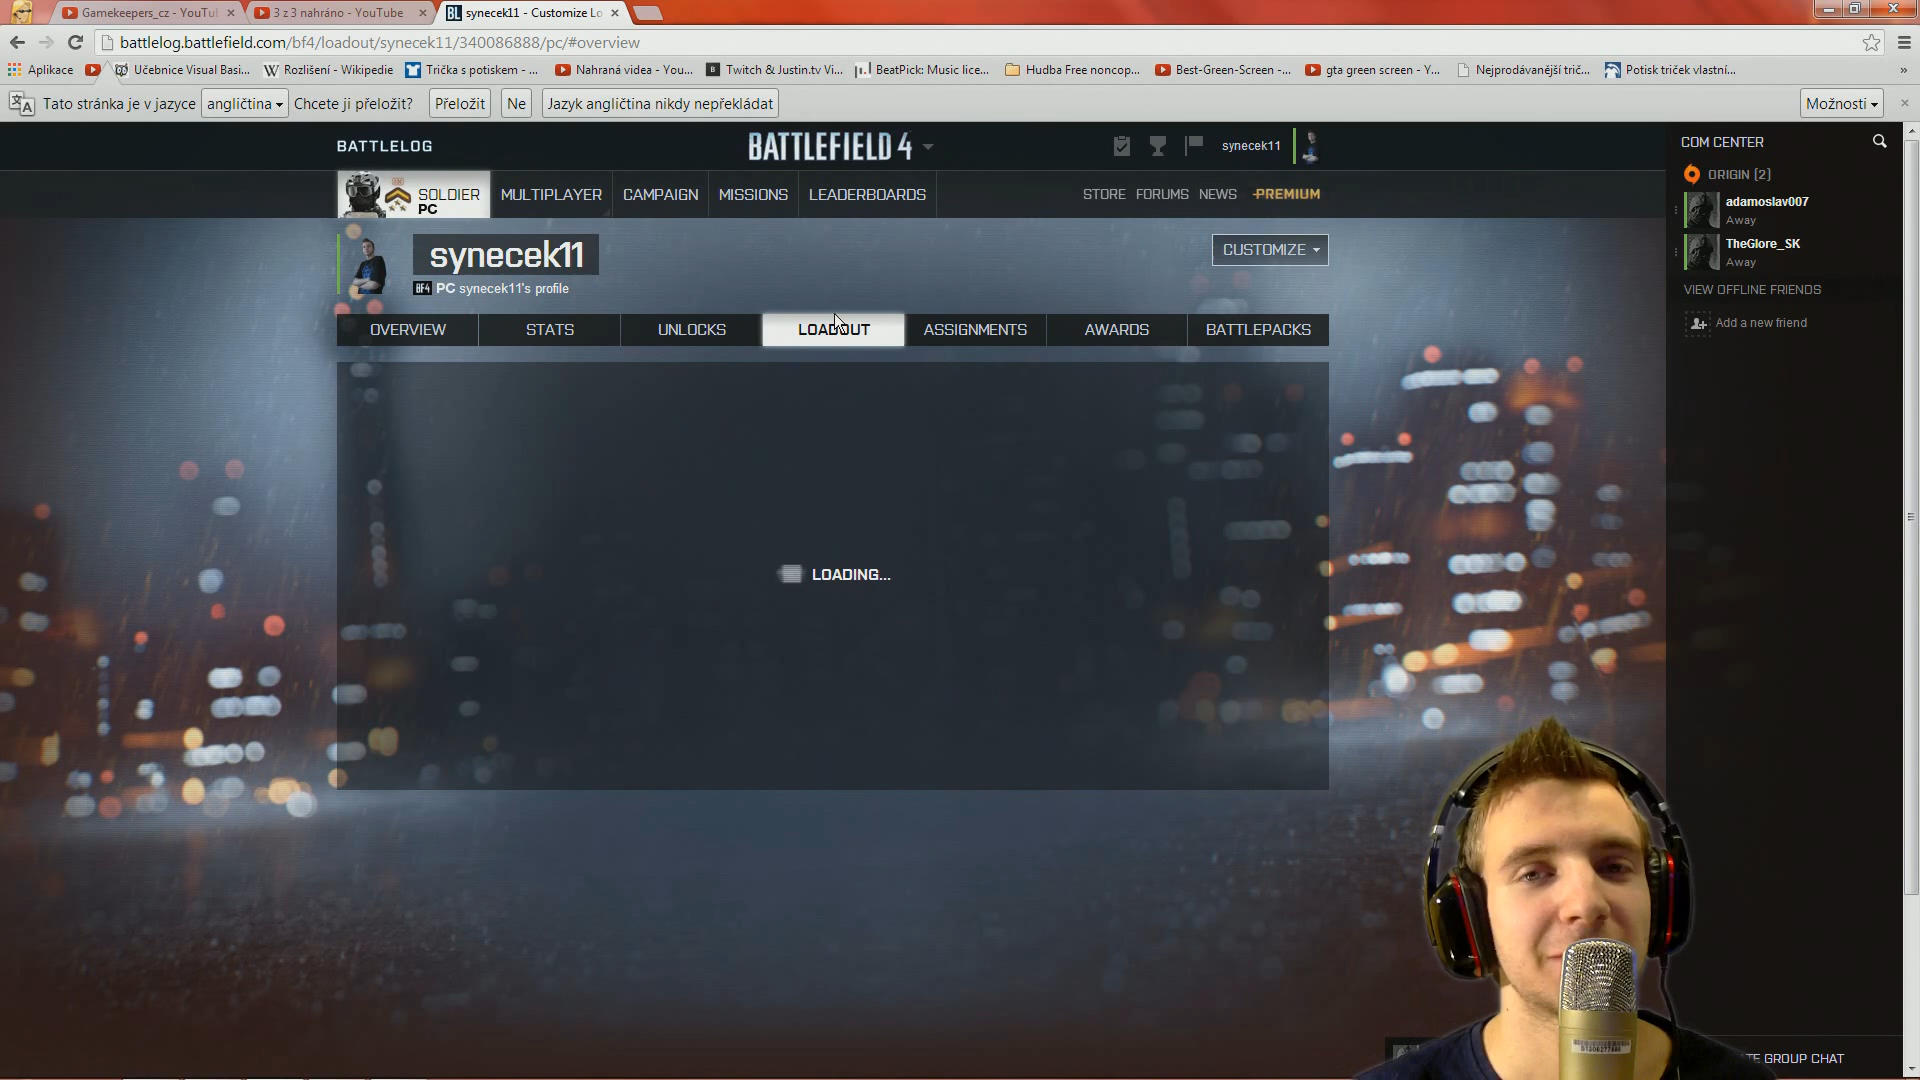 Gamekeepers_cz - YouTu
3 z 3 nahráno - YouTube
BL synecek11 - Customize Lo
battlelog.battlefield.com/bf4/loadout/synecek11/340086888/pc/#overview
Aplikace
Učebnice Visual Basi...
W Rozlišení - Wikipedie
Trička s potiskem - ...
Nahraná videa - You...
Twitch & Justin.tv Vi...
BeatPick: Music lice...
Hudba Free noncop...
Best-Green-Screen -...
gta green screen - Y...
Nejprodávanější trič...
Potisk triček vlastní...
»
Tato stránka je v jazyce angličtina Chcete ji přeložit? Přeložit Ne Jazyk angličtina nikdy nepřekládat Možnosti
BATTLELOG
BATTLEFIELD 4
synecek11
SOLDIER
PC
MULTIPLAYER
CAMPAIGN
MISSIONS
LEADERBOARDS
STORE FORUMS NEWS PREMIUM
synecek11
BF4 PC synecek11's profile
CUSTOMIZE
OVERVIEW STATS UNLOCKS LOADOUT ASSIGNMENTS AWARDS BATTLEPACKS
LOADING...
COM CENTER
ORIGIN [2]
adamoslav007
Away
TheGlore_SK
Away
VIEW OFFLINE FRIENDS
Add a new friend
TE GROUP CHAT